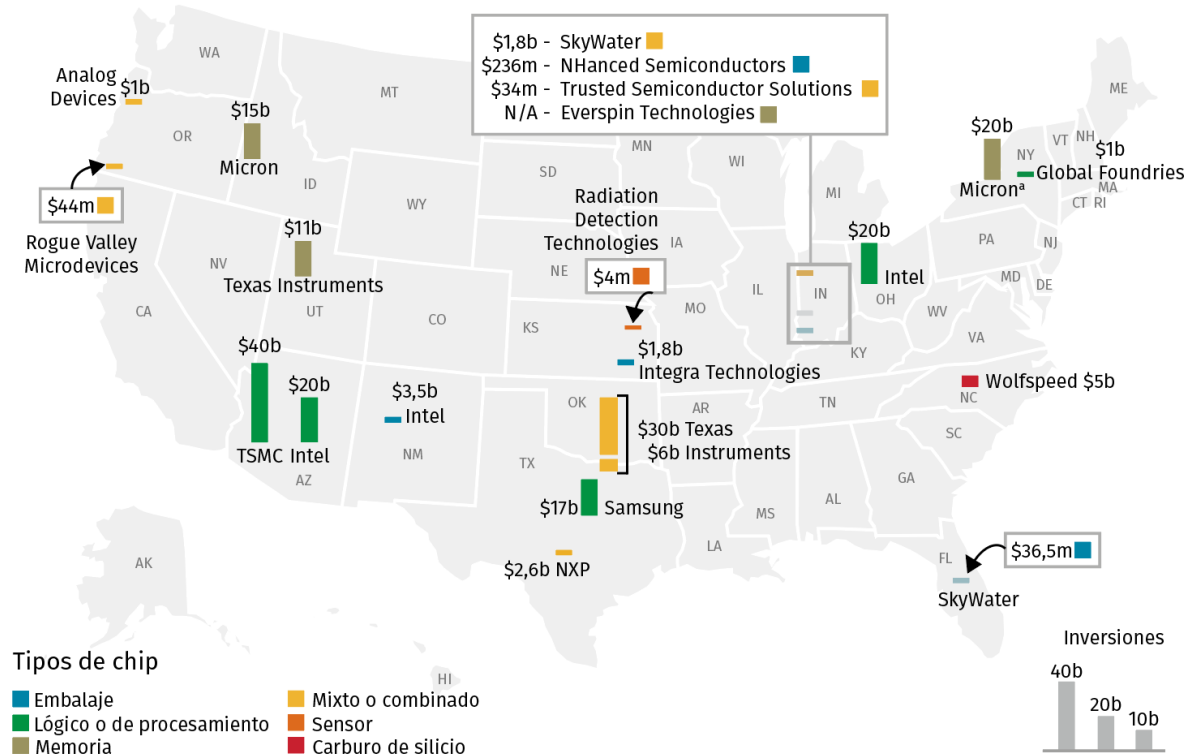 $1,8b - SkyWater
$236m - NHanced Semiconductors
$34m - Trusted Semiconductor Solutions
N/A - Everspin Technologies
WA
Analog
Devices
$1b
MT
ME
OR
$15b
Micron
ID
SD
MN
WI
MI
$20b
Micronª
NY
VT
NH
$1b
Global Foundries
MA
CT
RI
$44m
Rogue Valley
Microdevices
WY
Radiation
Detection
Technologies
$4m
IA
NE
PA
NJ
NV
$11b
Texas Instruments
UT
CA
CO
KS
MO
IL
IN
$20b
Intel
OH
MD
DE
WV
VA
KY
$1,8b
Integra Technologies
$40b
TSMC
$20b
Intel
AZ
$3,5b
Intel
NM
OK
$30b Texas
$6b Instruments
AR
TN
Wolfspeed $5b
NC
SC
TX
$17b Samsung
MS
AL
GA
LA
$2,6b NXP
FL
$36,5m
SkyWater
AK
HI
Tipos de chip
Embalaje
Lógico o de procesamiento
Memoria
Mixto o combinado
Sensor
Carburo de silicio
Inversiones
40b
20b
10b